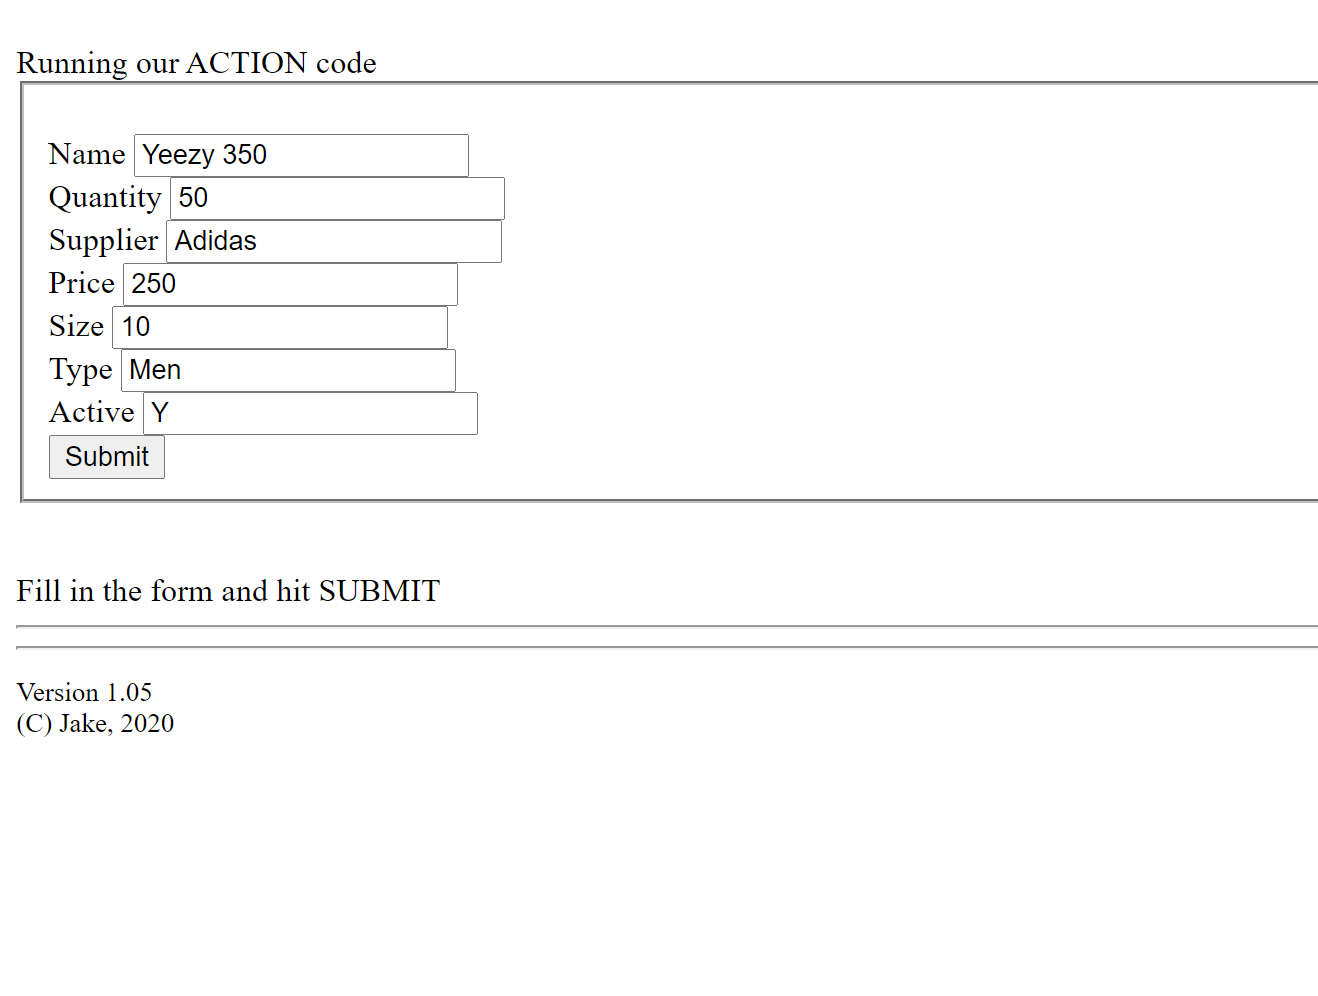 Running our ACTION code
Name Yeezy 350
Quantity 50
Supplier Adidas
Price 250
Size 10
Type Men
Active Y
Submit
Fill in the form and hit SUBMIT
Version 1.05
(C) Jake, 2020